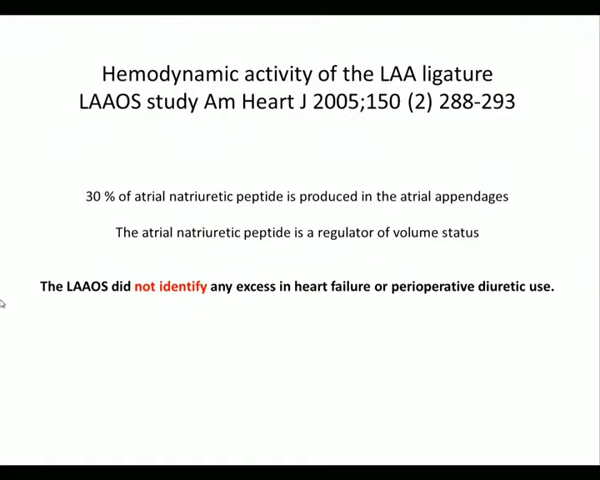 Hemodynamic activity of the LAA ligature
LAAOS study Am Heart J 2005;150 (2) 288-293
30 % of atrial natriuretic peptide is produced in the atrial appendages
The atrial natriuretic peptide is a regulator of volume status
The LAAOS did not identify any excess in heart failure or perioperative diuretic use.